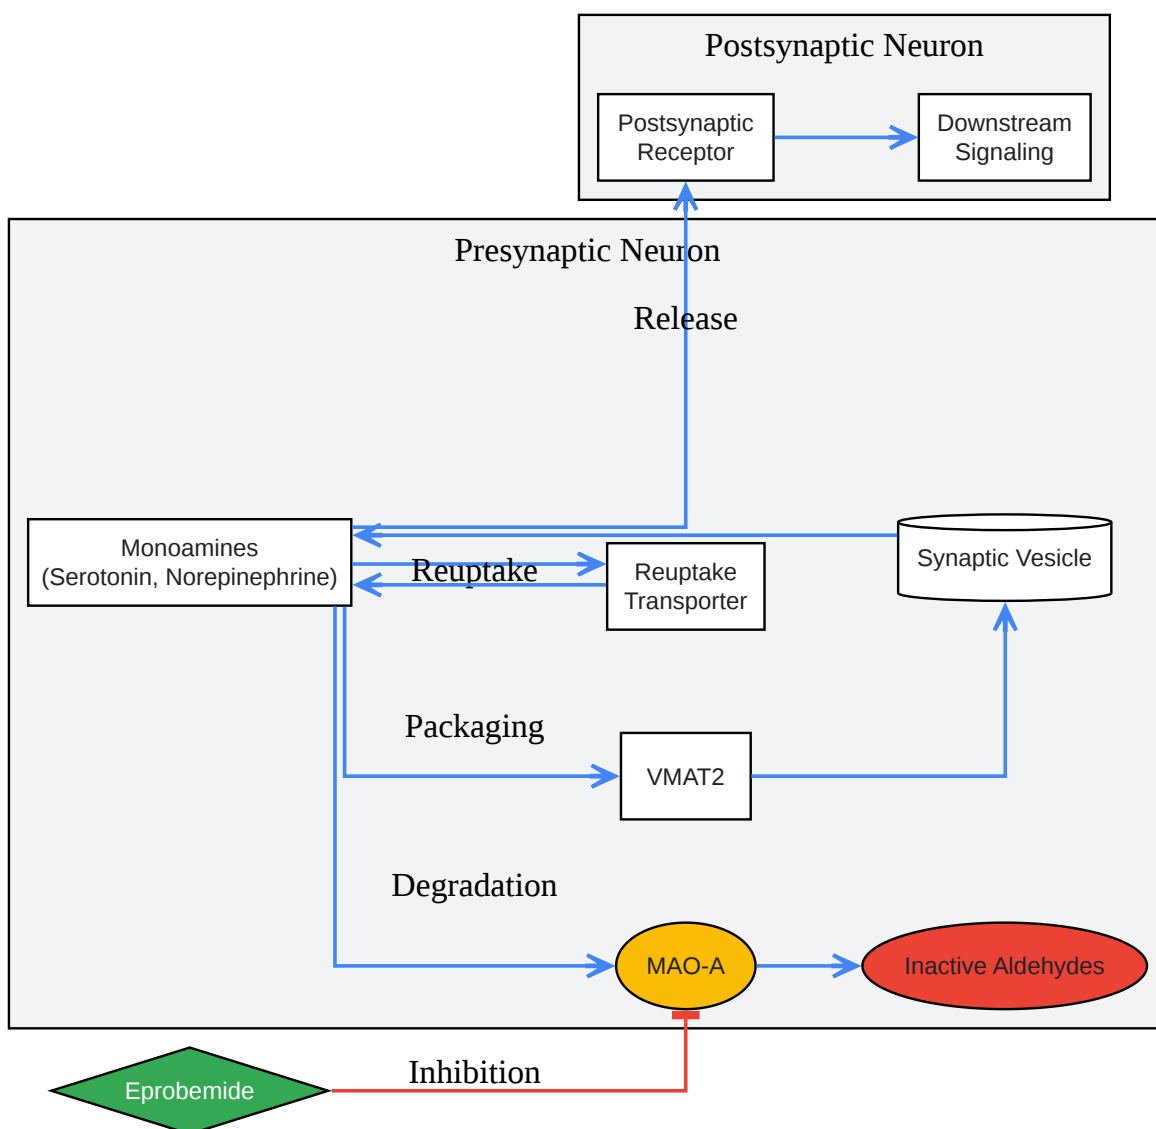 Postsynaptic Neuron
Postsynaptic
Receptor
Downstream
Signaling
Presynaptic Neuron
Release
Monoamines
(Serotonin, Norepinephrine)
Reuptake
Reuptake
Transporter
Synaptic Vesicle
Packaging
VMAT2
Degradation
MAO-A
Inactive Aldehydes
Inhibition
Eprobemide